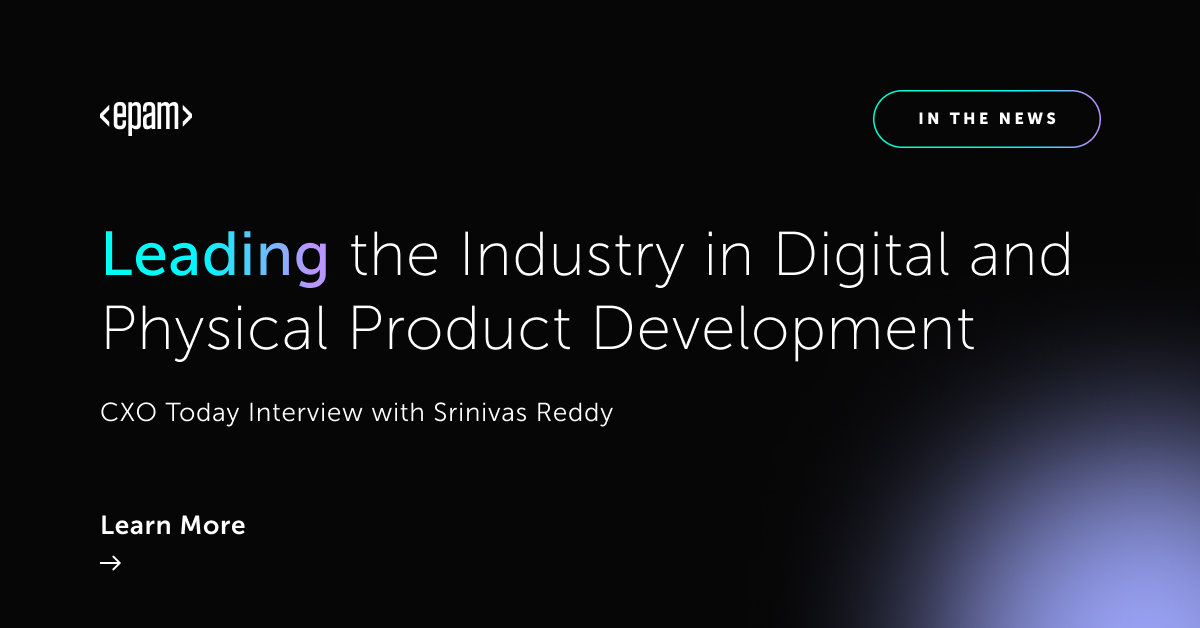 <epam>
IN THE NEWS
Leading the Industry in Digital and
Physical Product Development
CXO Today Interview with Srinivas Reddy
Learn More
→